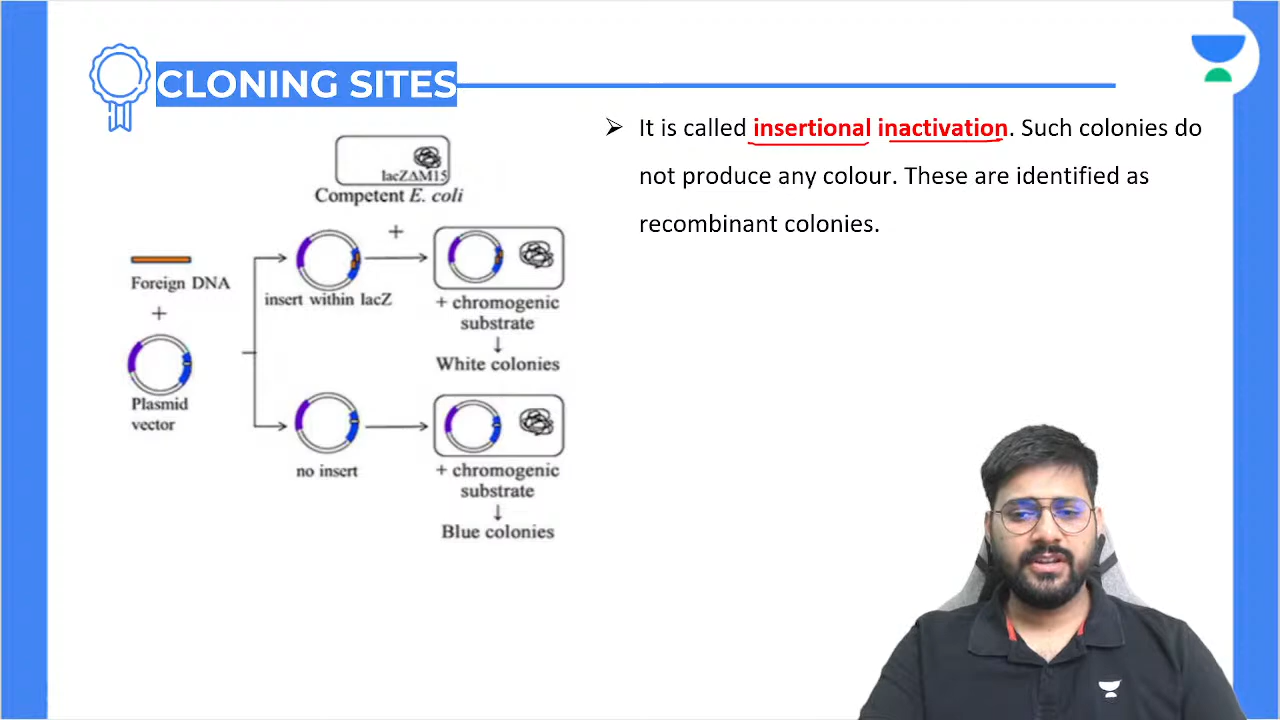 CLONING SITES
➢ It is called insertional inactivation. Such colonies do
not produce any colour. These are identified as
recombinant colonies.
lacZΔM15
Competent E. coli
+
Foreign DNA
+
Plasmid
vector
insert within lacZ
+ chromogenic
substrate
↓
White colonies
no insert
+ chromogenic
substrate
↓
Blue colonies